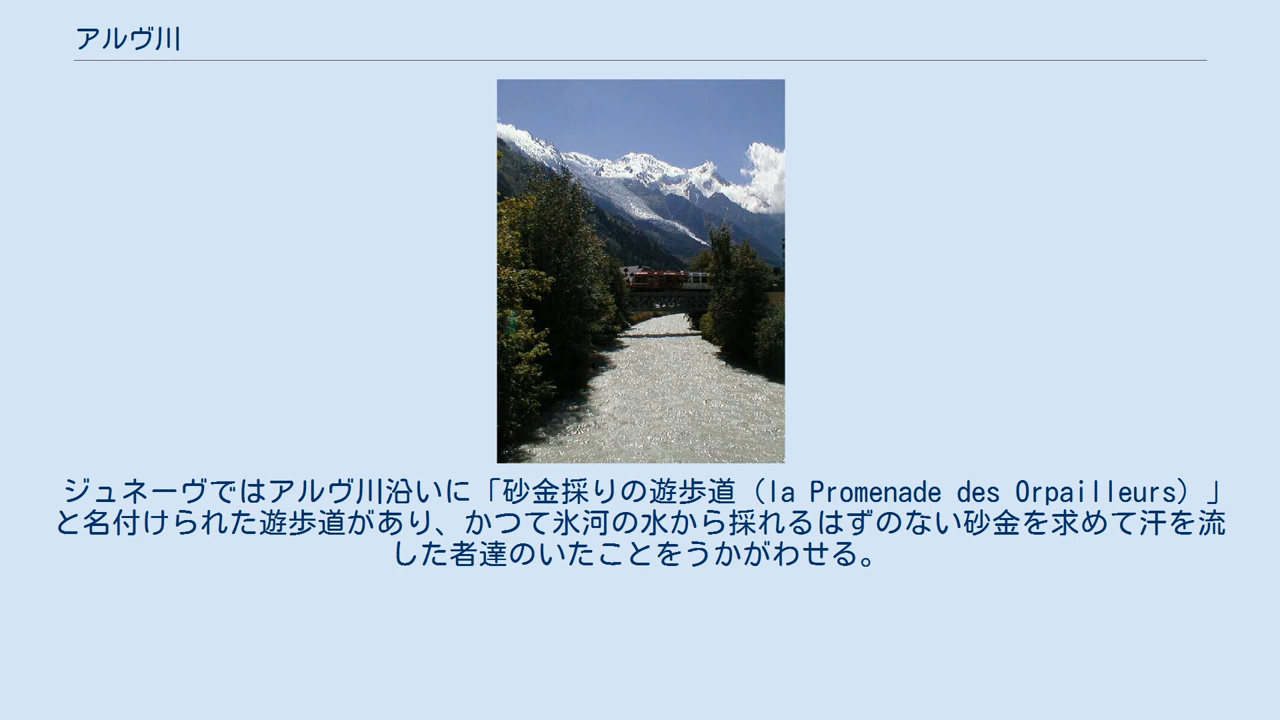 アルヴ川
ジュネーヴではアルヴ川沿いに「砂金採りの遊歩道（la Promenade des Orpailleurs）」
と名付けられた遊歩道があり、かつて氷河の水から採れるはずのない砂金を求めて汗を流
した者達のいたことをうかがわせる。